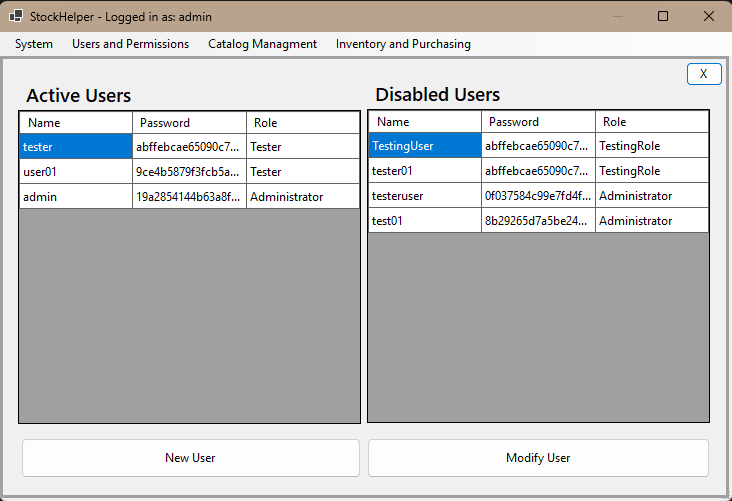 StockHelper - Logged in as: admin
System Users and Permissions Catalog Managment Inventory and Purchasing
X
Active Users
Name Password Role
tester abffebcae65090c7... Tester
user01 9ce4b5879f3fcb5a... Tester
admin 19a2854144b63a8f... Administrator
Disabled Users
Name Password Role
TestingUser abffebcae65090c7... TestingRole
tester01 abffebcae65090c7... TestingRole
testeruser 0f037584c99e7fd4f... Administrator
test01 8b29265d7a5be24... Administrator
New User
Modify User